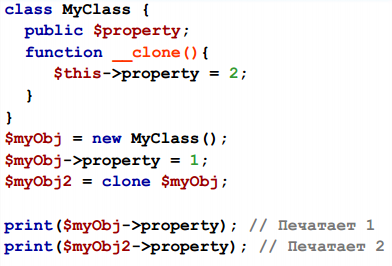 class MyClass {
  public $property;
  function __clone(){
     $this->property = 2;
  }
}
$myObj = new MyClass();
$myObj->property = 1;
$myObj2 = clone $myObj;

print($myObj->property); // Печатает 1
print($myObj2->property); // Печатает 2